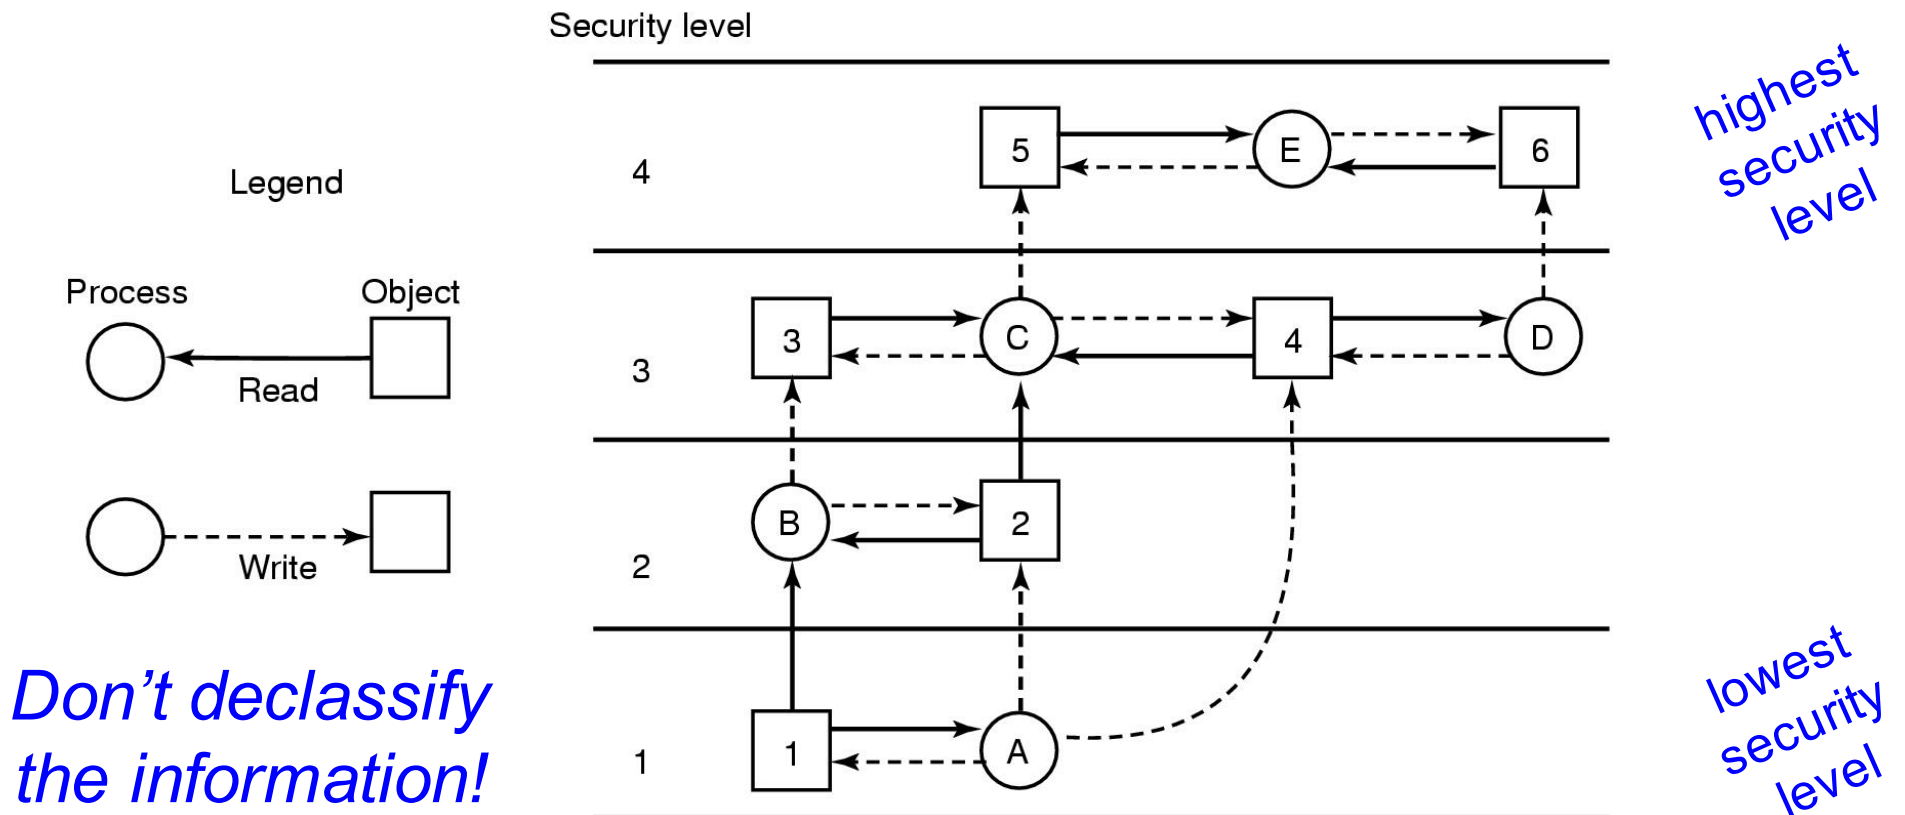 Security level
highest
security
level
Legend
Process
Object
Read
Write
4
5
E
6
3
3
C
4
D
2
B
2
1
1
A
Don't declassify
the information!
lowest
security
level